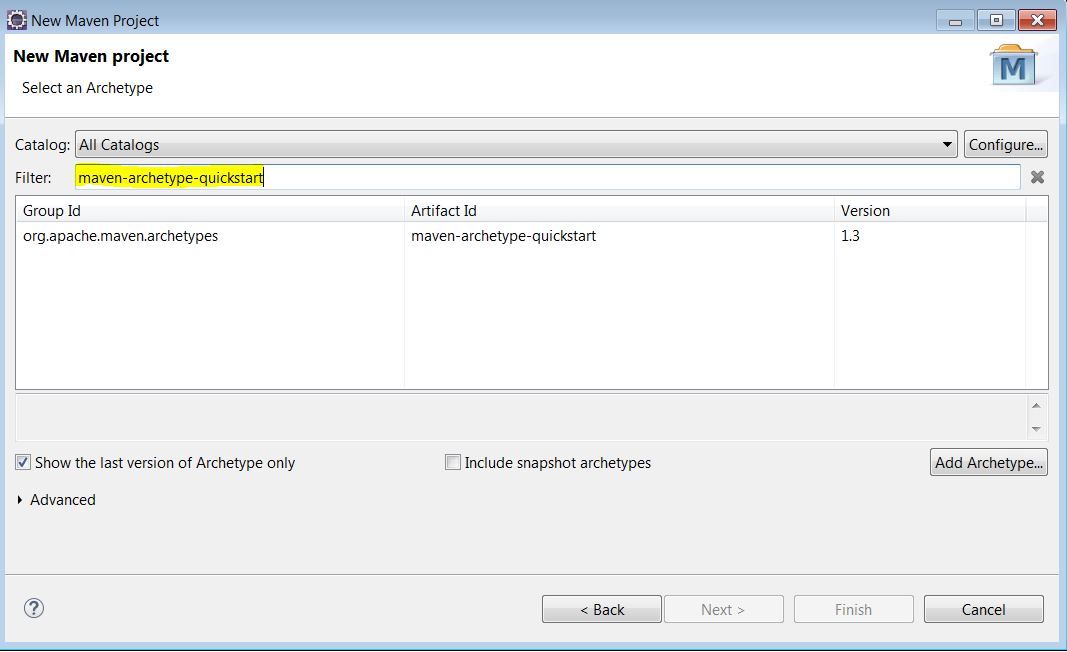 New Maven Project
New Maven project
Select an Archetype
M
Catalog: All Catalogs Configure...
Filter: maven-archetype-quickstart
Group Id Artifact Id Version
org.apache.maven.archetypes maven-archetype-quickstart 1.3
Show the last version of Archetype only Include snapshot archetypes Add Archetype...
Advanced
? < Back Next > Finish Cancel